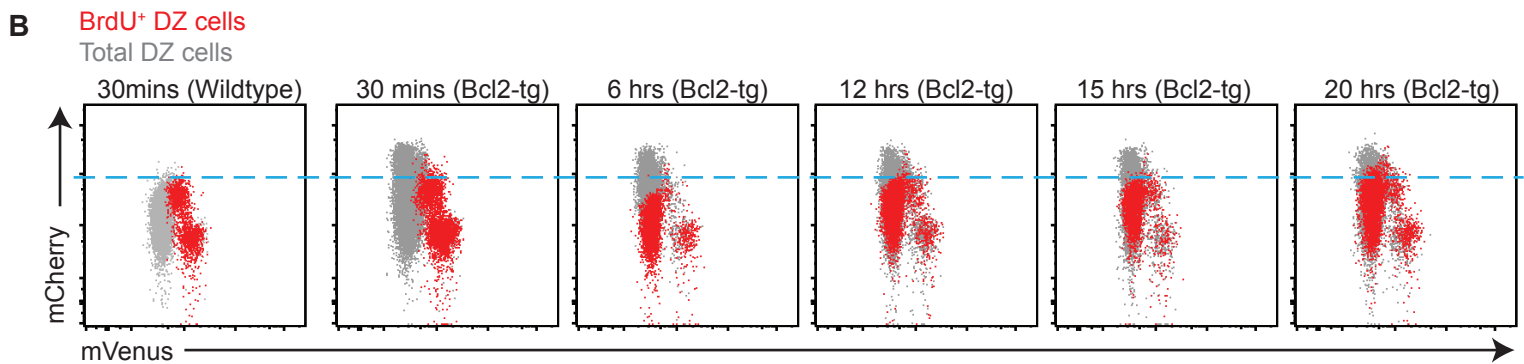 B
BrdU⁺ DZ cells
Total DZ cells
30mins (Wildtype)
30 mins (Bcl2-tg)
6 hrs (Bcl2-tg)
12 hrs (Bcl2-tg)
15 hrs (Bcl2-tg)
20 hrs (Bcl2-tg)
mCherry
mVenus